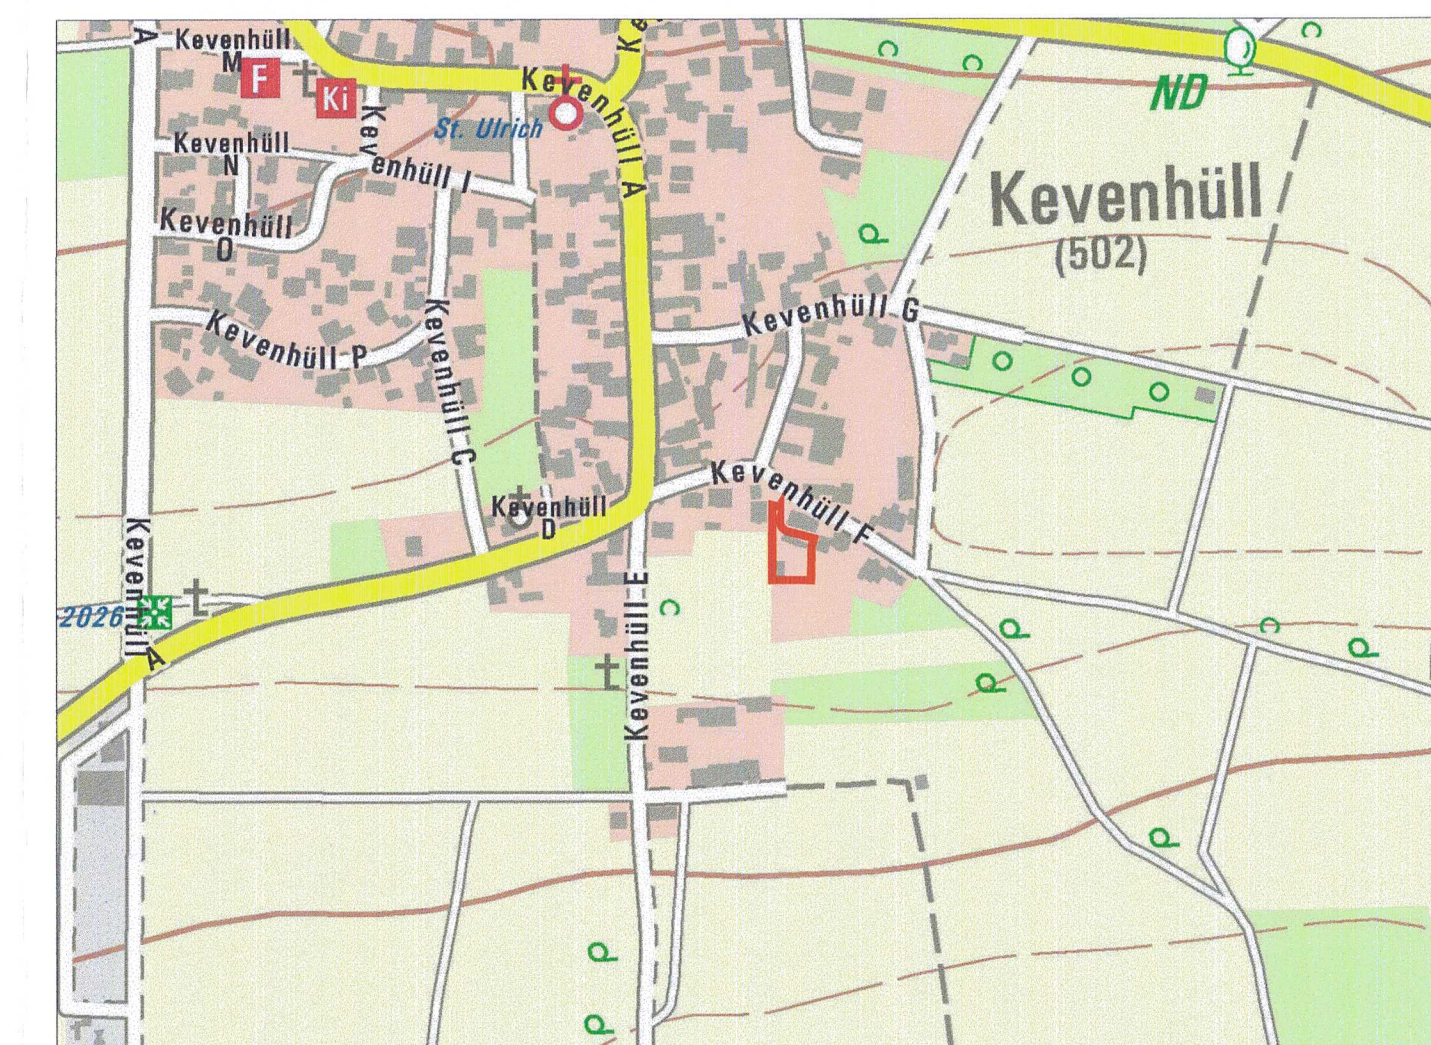 A
Kevenhüll
M
F
Ki
Ke
Kevenhüll A
St. Ulrich
ND
Kevenhüll
N
Kevenhüll I
Kevenhüll
O
Kevenhüll
(502)
Kevenhüll P
Kevenhüll C
Kevenhüll G
Kevenhüll F
Kevenhüll
D
Kevenhüll
A
2026
Kevenhüll E